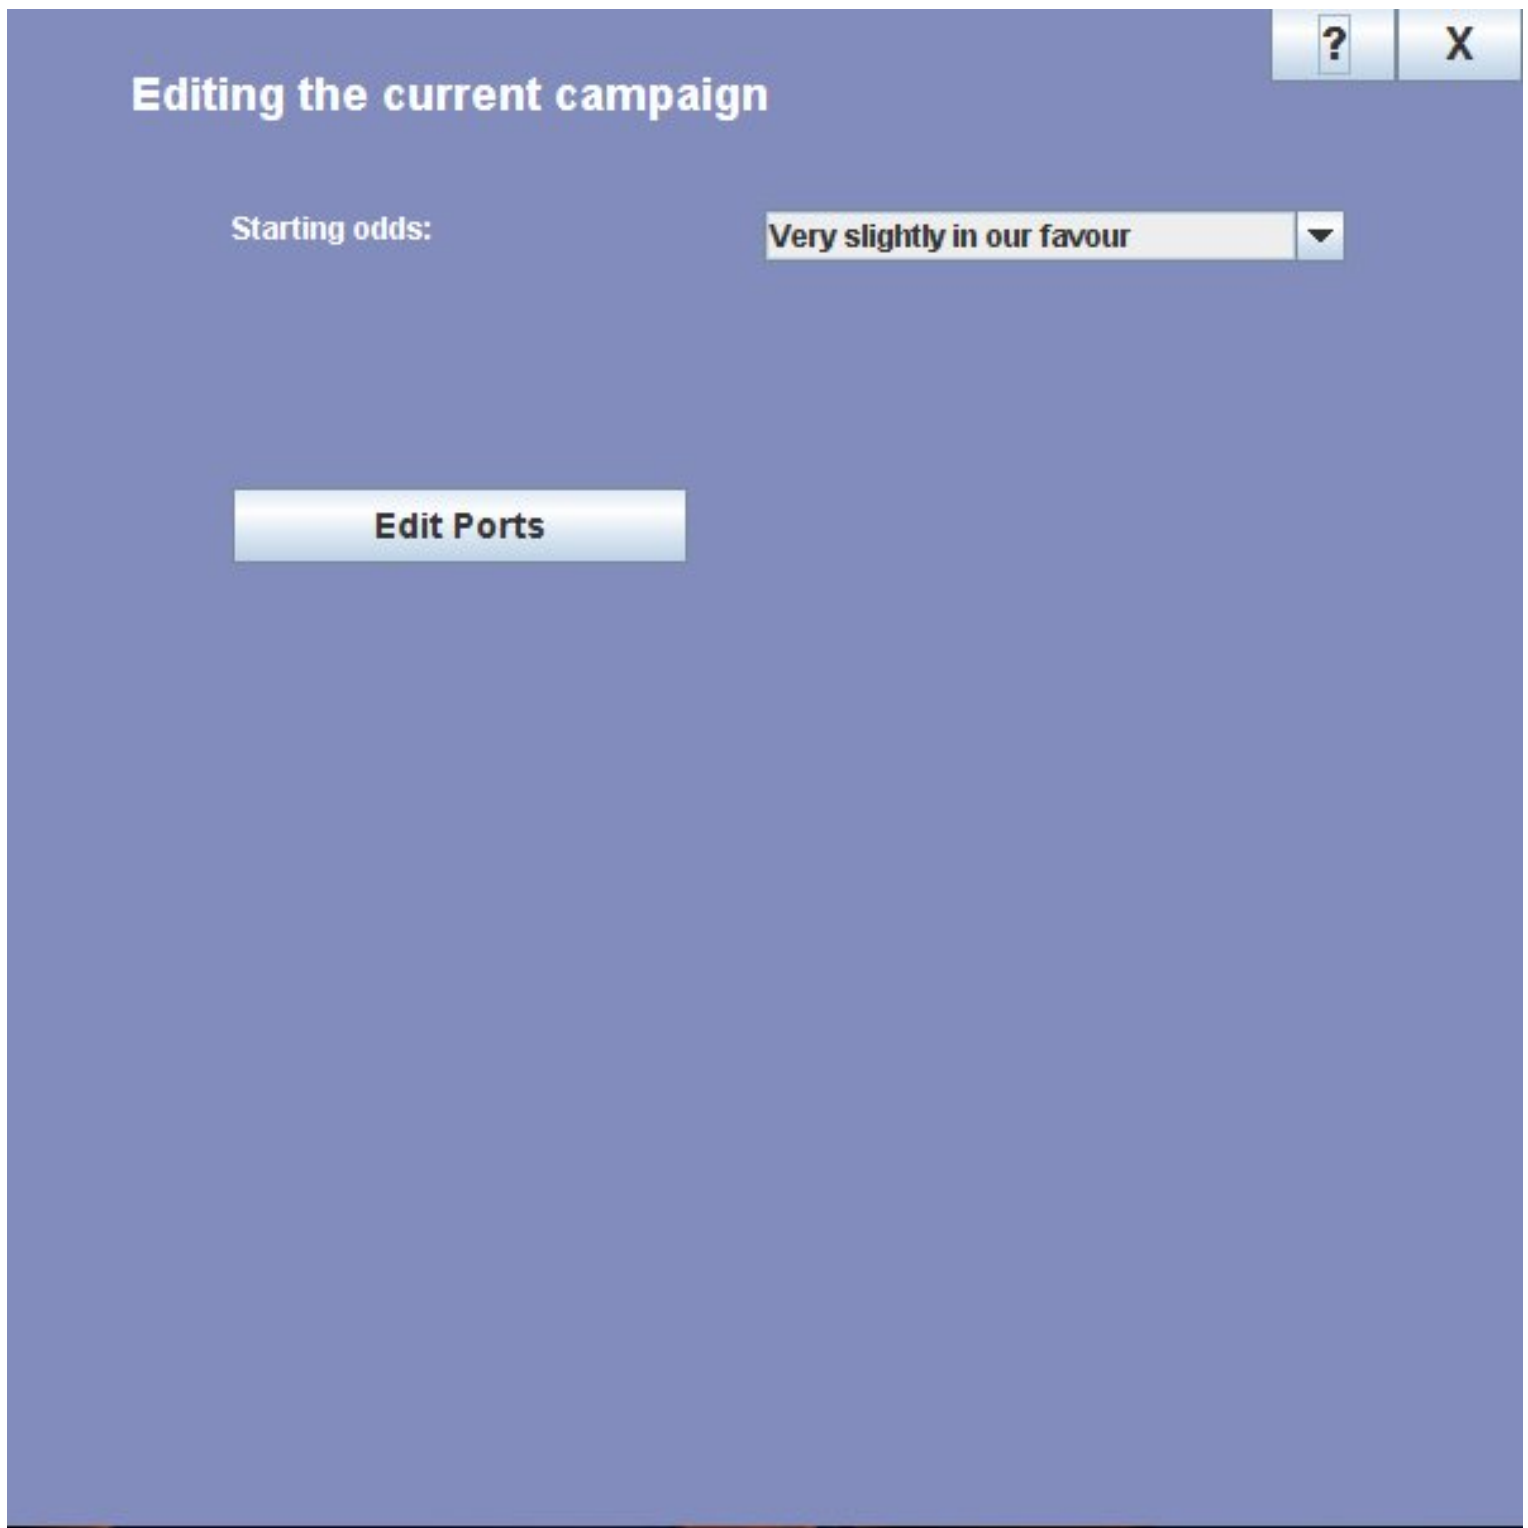 ? X
Editing the current campaign
Starting odds: Very slightly in our favour
Edit Ports